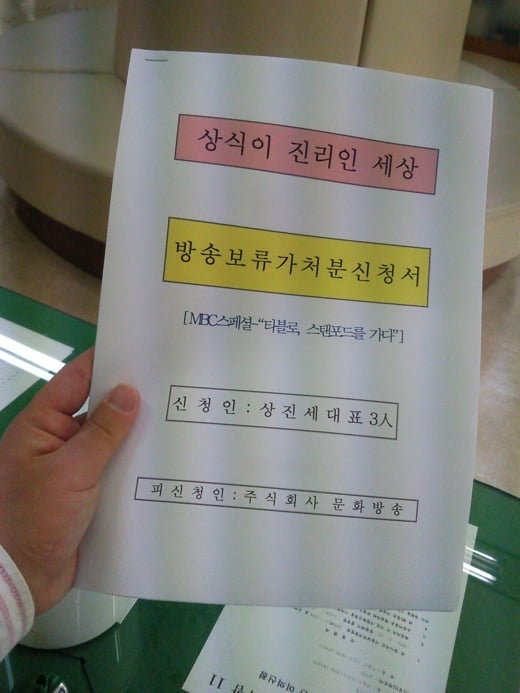 상식이 진리인 세상
방송보류가처분신청서
[MBC스페셜-“타블로, 스탠포드를 가다”]
신청인:상진세대표3人
피신청인:주식회사 문화방송
11